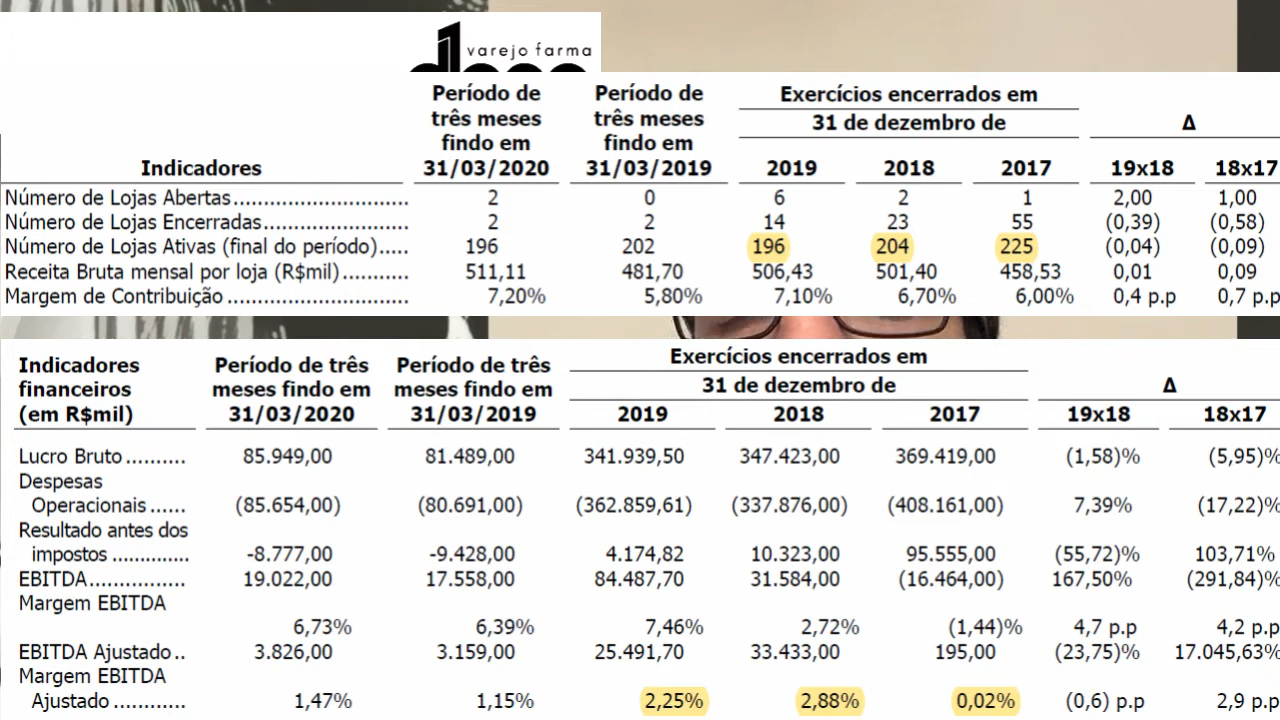 varejo farma
Período de três meses findo em 31/03/2020 Período de três meses findo em 31/03/2019 Exercícios encerrados em 31 de dezembro de Δ
Indicadores 2019 2018 2017 19x18 18x17
Número de Lojas Abertas 2 0 6 2 1 2,00 1,00
Número de Lojas Encerradas 2 2 14 23 55 (0,39) (0,58)
Número de Lojas Ativas (final do período) 196 202 196 204 225 (0,04) (0,09)
Receita Bruta mensal por loja (R$mil) 511,11 481,70 506,43 501,40 458,53 0,01 0,09
Margem de Contribuição 7,20% 5,80% 7,10% 6,70% 6,00% 0,4 p.p 0,7 p.p
Indicadores financeiros (em R$mil) Período de três meses findo em 31/03/2020 Período de três meses findo em 31/03/2019 Exercícios encerrados em 31 de dezembro de Δ
2019 2018 2017 19x18 18x17
Lucro Bruto 85.949,00 81.489,00 341.939,50 347.423,00 369.419,00 (1,58)% (5,95)%
Despesas
Operacionais (85.654,00) (80.691,00) (362.859,61) (337.876,00) (408.161,00) 7,39% (17,22)%
Resultado antes dos
impostos -8.777,00 -9.428,00 4.174,82 10.323,00 95.555,00 (55,72)% 103,71%
EBITDA 19.022,00 17.558,00 84.487,70 31.584,00 (16.464,00) 167,50% (291,84)%
Margem EBITDA
6,73% 6,39% 7,46% 2,72% (1,44)% 4,7 p.p 4,2 p.p
EBITDA Ajustado 3.826,00 3.159,00 25.491,70 33.433,00 195,00 (23,75)% 17.045,63%
Margem EBITDA
Ajustado 1,47% 1,15% 2,25% 2,88% 0,02% (0,6) p.p 2,9 p.p